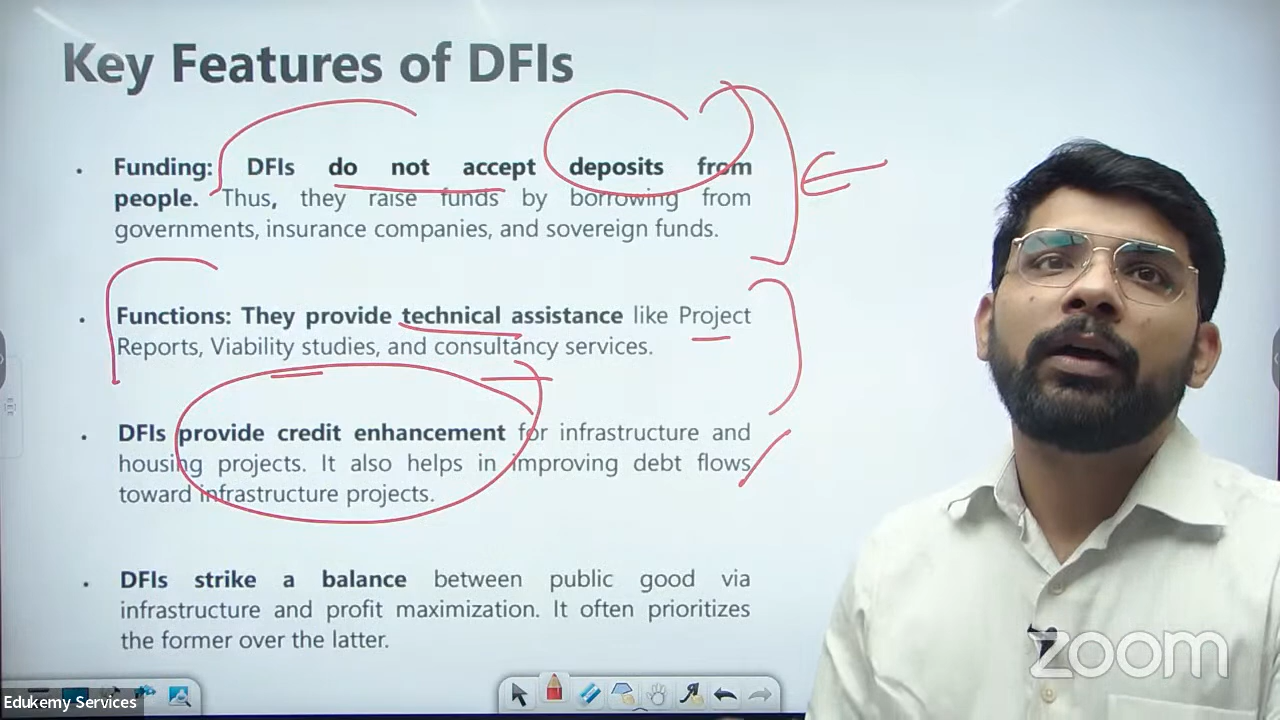 Key Features of DFIs
• Funding: DFIs do not accept deposits from
people. Thus, they raise funds by borrowing from
governments, insurance companies, and sovereign funds.
• Functions: They provide technical assistance like Project
Reports, Viability studies, and consultancy services.
• DFIs provide credit enhancement for infrastructure and
housing projects. It also helps in improving debt flows
toward infrastructure projects.
• DFIs strike a balance between public good via
infrastructure and profit maximization. It often prioritizes
the former over the latter.
zoom
Edukemy Services